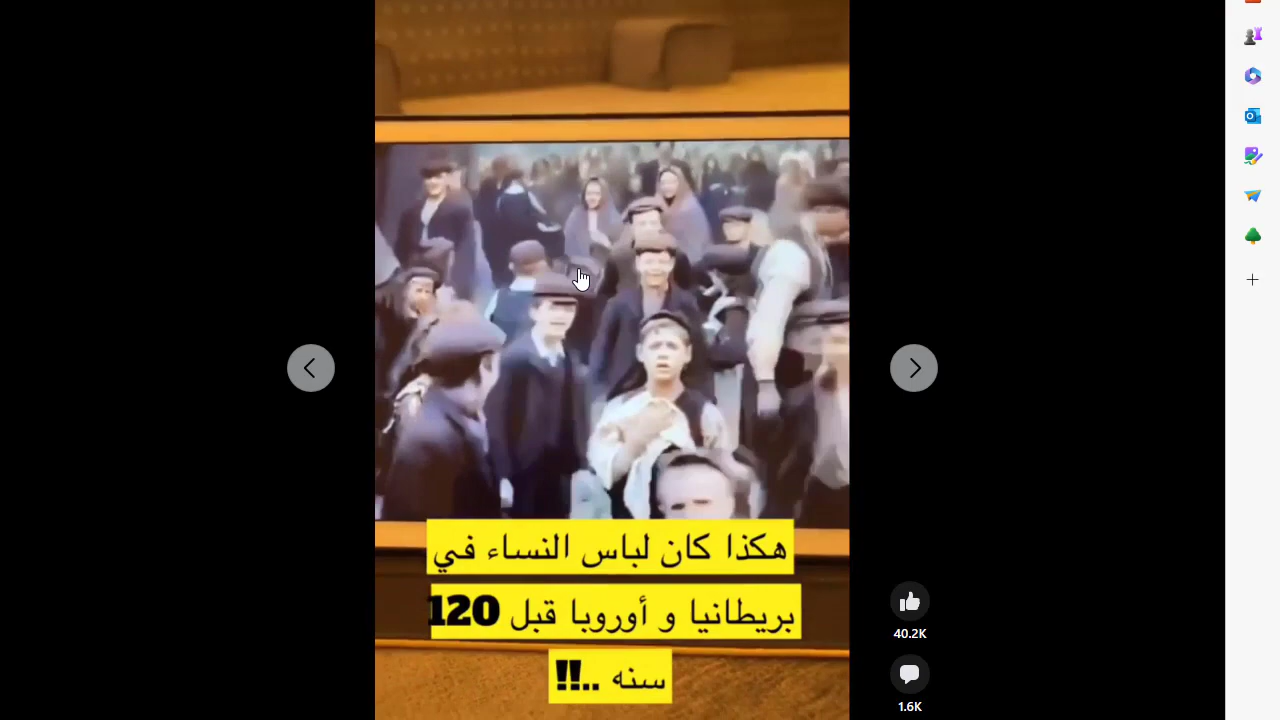 هكذا كان لباس النساء في
بريطانيا و أوروبا قبل 120
سنه ..!!
40.2K
1.6K